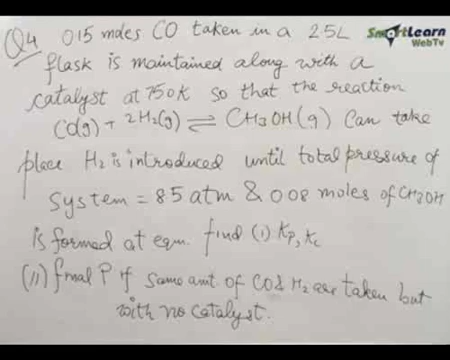 Q4 015 moles CO taken in a 2.5L
SmartLearn
WebTv
flask is maintained along with a
catalyst at 750K so that the reaction
CO(g) + 2H2(g) ⇌ CH3OH(g) Can take
place H2 is introduced until total pressure of
System = 8.5 atm & 0.08 moles of CH3OH
is formed at eqm. find (i) Kp, Kc
(ii) final P if same amt. of CO & H2 are taken but
with no catalyst.